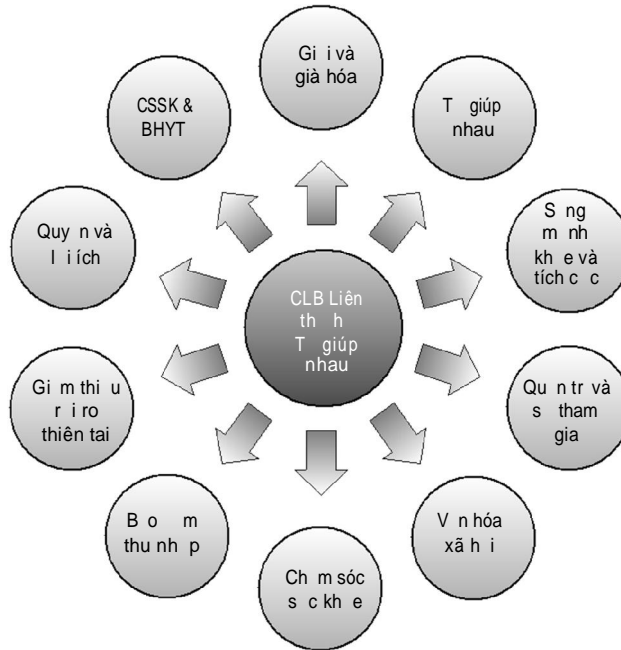 Gi i và
già hóa
T giúp
nhau
S ng
m nh
kh e và
tích c c
Qu n tr và
s tham
gia
V n hóa
xã h i
Ch m sóc
s c kh e
B o m
thu nh p
Gi m thi u
r i ro
thiên tai
Quy n và
l i ích
CSSK &
BHYT
CLB Liên
th h
T giúp
nhau